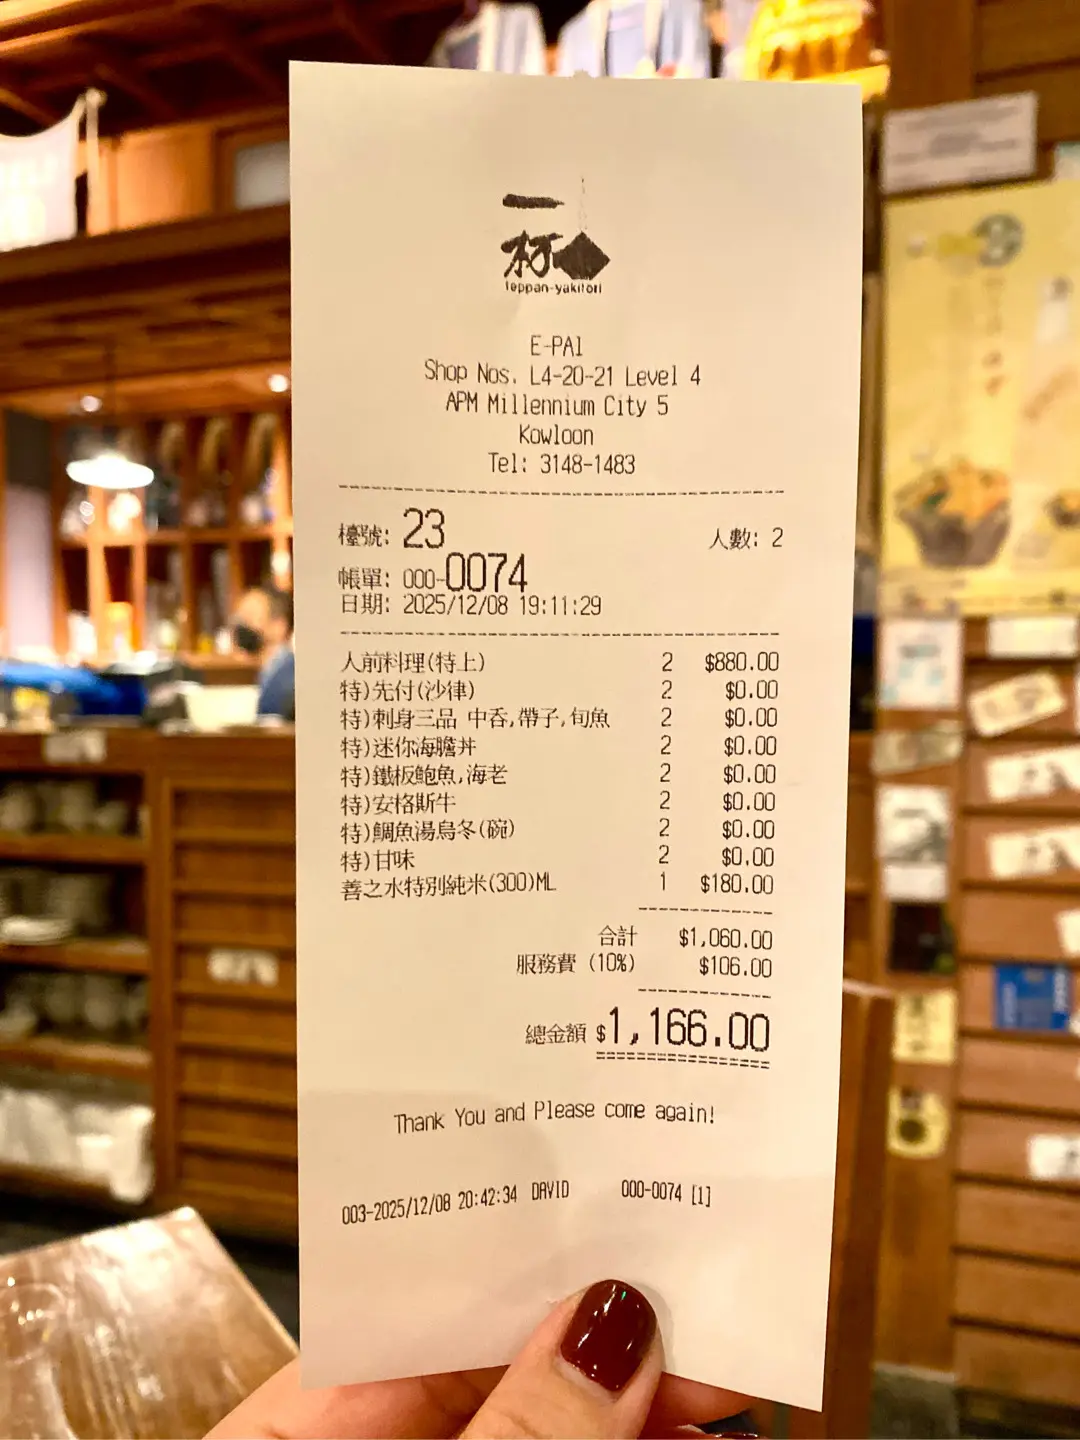 一杯
teppan-yakitori
E-PAI
Shop Nos. L4-20-21 Level 4
APM Millennium City 5
Kowloon
Tel: 3148-1483
檯號: 23 人數: 2
帳單: 000-0074
日期: 2025/12/08 19:11:29
人前料理(特上) 2 $880.00
特)先付(沙律) 2 $0.00
特)刺身三品 中呑,帶子,旬魚 2 $0.00
特)迷你海膽丼 2 $0.00
特)鐵板鮑魚,海老 2 $0.00
特)安格斯牛 2 $0.00
特)鯛魚湯烏冬(碗) 2 $0.00
特)甘味 2 $0.00
善之水特別純米(300)ML 1 $180.00
合計 $1,060.00
服務費 (10%) $106.00
總金額 $1,166.00
Thank You and Please come again!
003-2025/12/08 20:42:34 DAVID 000-0074 [1]